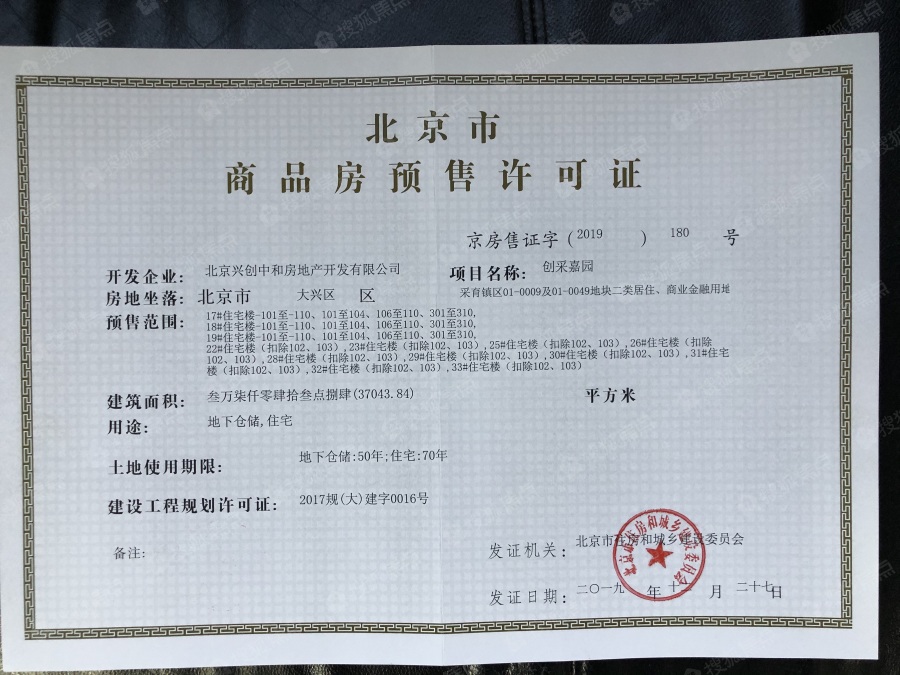 北京市
商品房预售许可证
京房售证字(2019)180号
开发企业:北京兴创中和房地产开发有限公司 项目名称:创采嘉园
房地坐落:北京市 大兴区 区 采育镇区01-0009及01-0049地块二类居住、商业金融用地
预售范围:17#住宅楼-101至-110、101至104、106至110、301至310,
18#住宅楼-101至-110、101至104、106至110、301至310,
19#住宅楼-101至-110、101至104、106至110、301至310,
22#住宅楼(扣除102、103),23#住宅楼(扣除102、103),25#住宅楼(扣除102、103),26#住宅楼(扣除
102、103),28#住宅楼(扣除102、103),29#住宅楼(扣除102、103),30#住宅楼(扣除102、103),31#住宅
楼(扣除102、103),32#住宅楼(扣除102、103),33#住宅楼(扣除102、103)
建筑面积:叁万柒仟零肆拾叁点捌肆(37043.84) 平方米
用途:地下仓储,住宅
土地使用期限:地下仓储:50年;住宅:70年
建设工程规划许可证:2017规(大)建字0016号
备注:
发证机关:北京市住房和城乡建设委员会
发证日期:二〇一九 年 月 二十七日
搜狐焦点